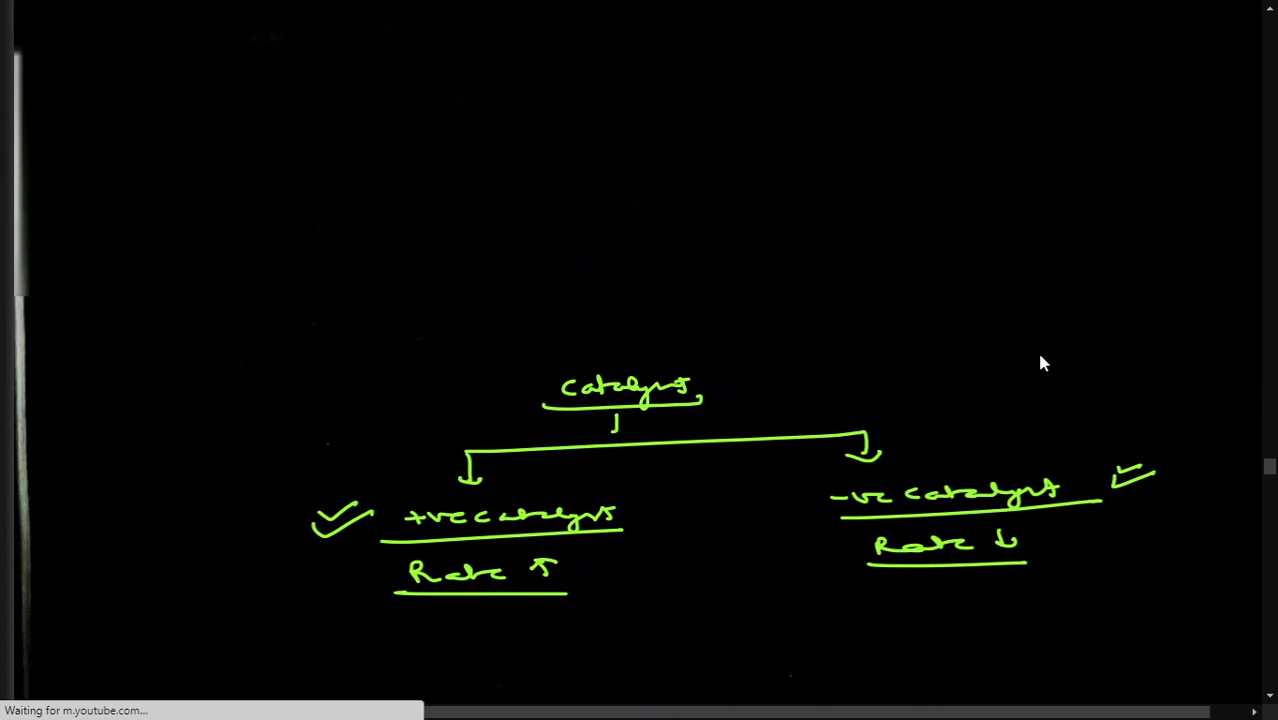 Catalyst
+ve catalyst
Rate ↑
-ve catalyst
Rate ↓
Waiting for m.youtube.com...